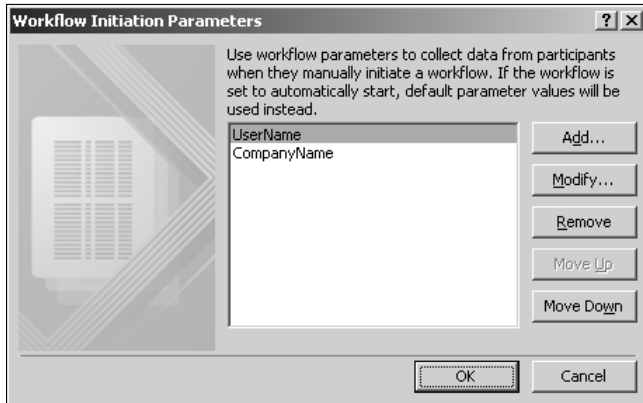 Workflow Initiation Parameters
Use workflow parameters to collect data from participants
when they manually initiate a workflow. If the workflow is
set to automatically start, default parameter values will be
used instead.
UserName
CompanyName
Add...
Modify...
Remove
Move Up
Move Down
OK
Cancel